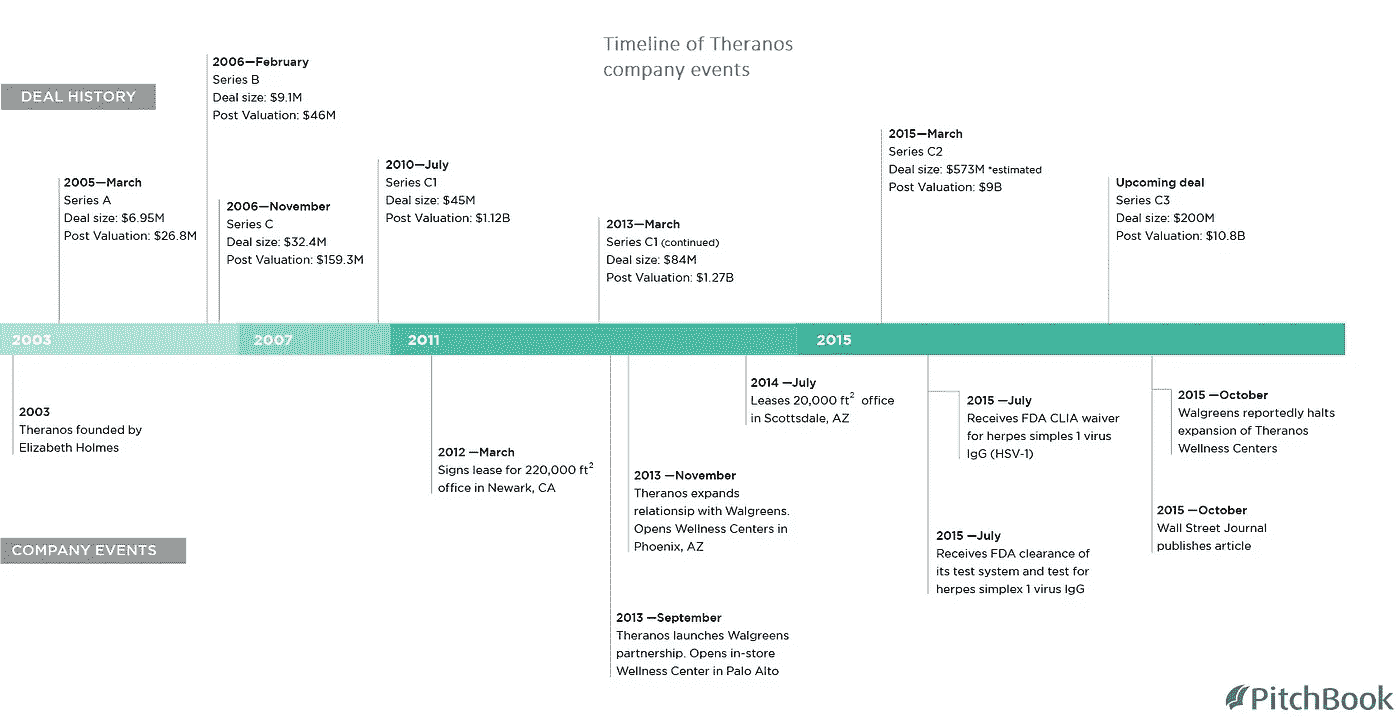 Timeline of Theranos
company events
DEAL HISTORY
2005—March
Series A
Deal size: $6.95M
Post Valuation: $26.8M
2006—February
Series B
Deal size: $9.1M
Post Valuation: $46M
2006—November
Series C
Deal size: $32.4M
Post Valuation: $159.3M
2010—July
Series C1
Deal size: $45M
Post Valuation: $1.12B
2013—March
Series C1 (continued)
Deal size: $84M
Post Valuation: $1.27B
2015—March
Series C2
Deal size: $573M *estimated
Post Valuation: $9B
Upcoming deal
Series C3
Deal size: $200M
Post Valuation: $10.8B
2003
2007
2011
2015
2003
Theranos founded by
Elizabeth Holmes
2012 —March
Signs lease for 220,000 ft²
office in Newark, CA
2013 —September
Theranos launches Walgreens
partnership. Opens in-store
Wellness Center in Palo Alto
2013 —November
Theranos expands
relationsip with Walgreens.
Opens Wellness Centers in
Phoenix, AZ
2014 —July
Leases 20,000 ft² office
in Scottsdale, AZ
2015 —July
Receives FDA CLIA waiver
for herpes simples 1 virus
IgG (HSV-1)
2015 —July
Receives FDA clearance of
its test system and test for
herpes simplex 1 virus IgG
2015 —October
Walgreens reportedly halts
expansion of Theranos
Wellness Centers
2015 —October
Wall Street Journal
publishes article
COMPANY EVENTS
PitchBook